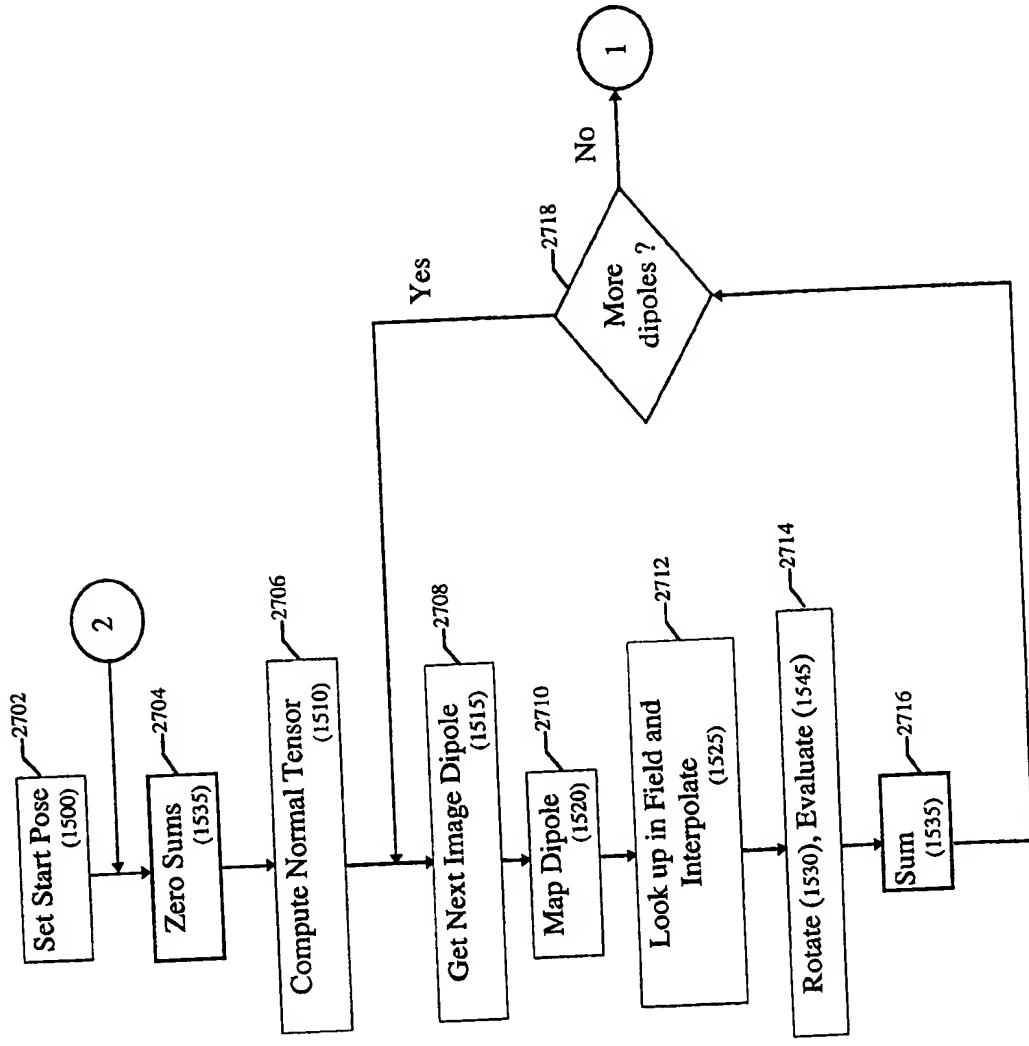 2702
Set Start Pose
(1500)
2
2704
Zero Sums
(1535)
2706
Compute Normal Tensor
(1510)
2708
Get Next Image Dipole
(1515)
2710
Map Dipole
(1520)
2712
Look up in Field and
Interpolate
(1525)
2714
Rotate (1530), Evaluate (1545)
2716
Sum
(1535)
2718
More
dipoles ?
Yes
No
1